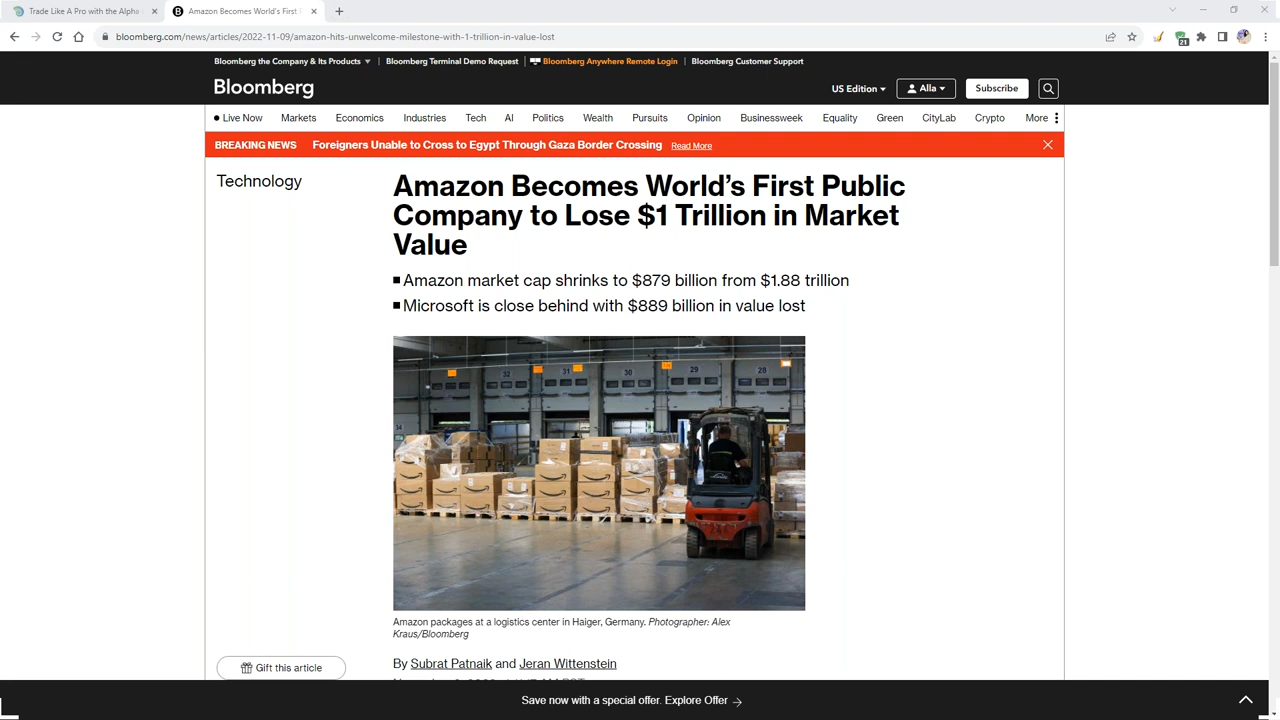 Trade Like A Pro with the Alpha
Amazon Becomes World's First
bloomberg.com/news/articles/2022-11-09/amazon-hits-unwelcome-milestone-with-1-trillion-in-value-lost
21
Bloomberg the Company & Its Products
Bloomberg Terminal Demo Request
Bloomberg Anywhere Remote Login
Bloomberg Customer Support
Bloomberg
US Edition
Alla
Subscribe
Live Now Markets Economics Industries Tech AI Politics Wealth Pursuits Opinion Businessweek Equality Green CityLab Crypto More
BREAKING NEWS Foreigners Unable to Cross to Egypt Through Gaza Border Crossing Read More
Technology
Amazon Becomes World's First Public
Company to Lose $1 Trillion in Market
Value
Amazon market cap shrinks to $879 billion from $1.88 trillion
Microsoft is close behind with $889 billion in value lost
32 31 30 29 28
34
Amazon packages at a logistics center in Haiger, Germany. Photographer: Alex
Kraus/Bloomberg
Gift this article
By Subrat Patnaik and Jeran Wittenstein
Save now with a special offer. Explore Offer